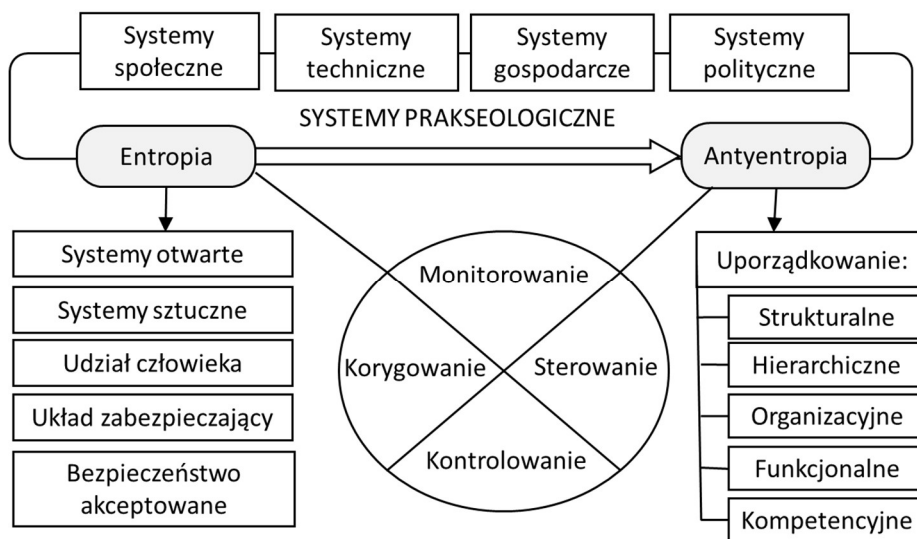 Systemy
społeczne
Systemy
techniczne
Systemy
gospodarcze
Systemy
polityczne
SYSTEMY PRAKSEOLOGICZNE
Entropia
Antyentropia
Systemy otwarte
Systemy sztuczne
Udział człowieka
Układ zabezpieczający
Bezpieczeństwo
akceptowane
Monitorowanie
Korygowanie
Sterowanie
Kontrolowanie
Uporządkowanie:
Strukturalne
Hierarchiczne
Organizacyjne
Funkcjonalne
Kompetencyjne